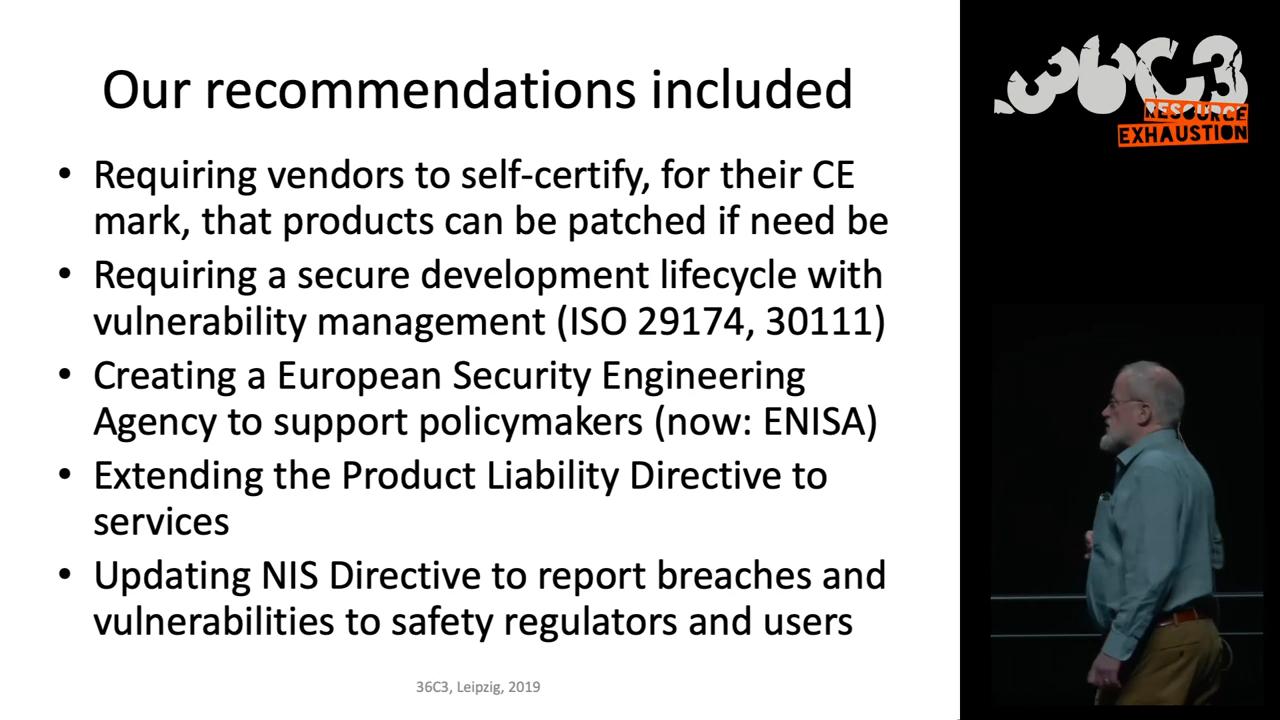 Our recommendations included
• Requiring vendors to self-certify, for their CE
mark, that products can be patched if need be
• Requiring a secure development lifecycle with
vulnerability management (ISO 29174, 30111)
• Creating a European Security Engineering
Agency to support policymakers (now: ENISA)
• Extending the Product Liability Directive to
services
• Updating NIS Directive to report breaches and
vulnerabilities to safety regulators and users
36C3, Leipzig, 2019
36C3
RESOURCE
EXHAUSTION